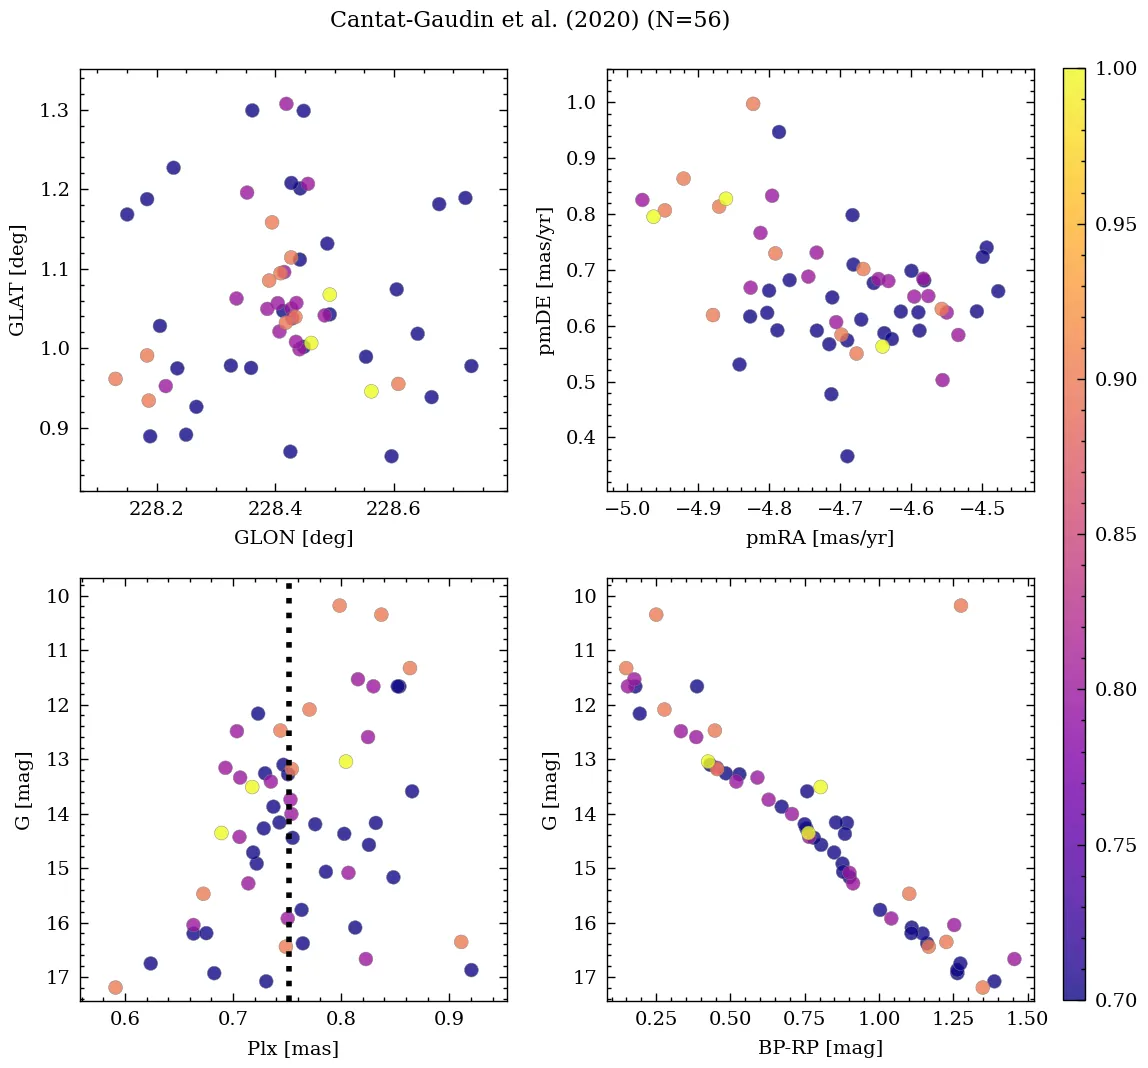 Cantat-Gaudin et al. (2020) (N=56)
1.3
1.2
1.1
1.0
0.9
GLAT [deg]
228.2 228.4 228.6
GLON [deg]
1.0
0.9
0.8
0.7
0.6
0.5
0.4
pmDE [mas/yr]
−5.0 −4.9 −4.8 −4.7 −4.6 −4.5
pmRA [mas/yr]
1.00
0.95
0.90
0.85
0.80
0.75
0.70
10
11
12
13
14
15
16
17
G [mag]
0.6 0.7 0.8 0.9
Plx [mas]
10
11
12
13
14
15
16
17
G [mag]
0.25 0.50 0.75 1.00 1.25 1.50
BP-RP [mag]